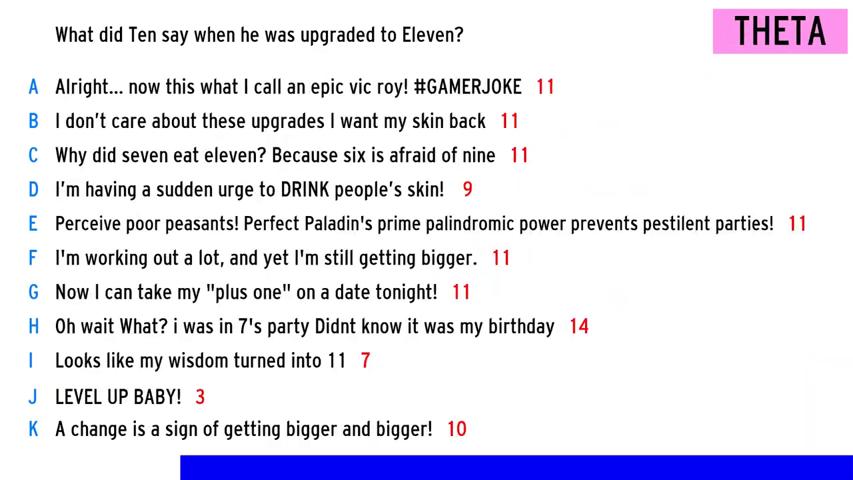 What did Ten say when he was upgraded to Eleven?
THETA
A Alright... now this what I call an epic vic roy! #GAMERJOKE 11
B I don't care about these upgrades I want my skin back 11
C Why did seven eat eleven? Because six is afraid of nine 11
D I'm having a sudden urge to DRINK people's skin! 9
E Perceive poor peasants! Perfect Paladin's prime palindromic power prevents pestilent parties! 11
F I'm working out a lot, and yet I'm still getting bigger. 11
G Now I can take my "plus one" on a date tonight! 11
H Oh wait What? i was in 7's party Didnt know it was my birthday 14
I Looks like my wisdom turned into 11 7
J LEVEL UP BABY! 3
K A change is a sign of getting bigger and bigger! 10